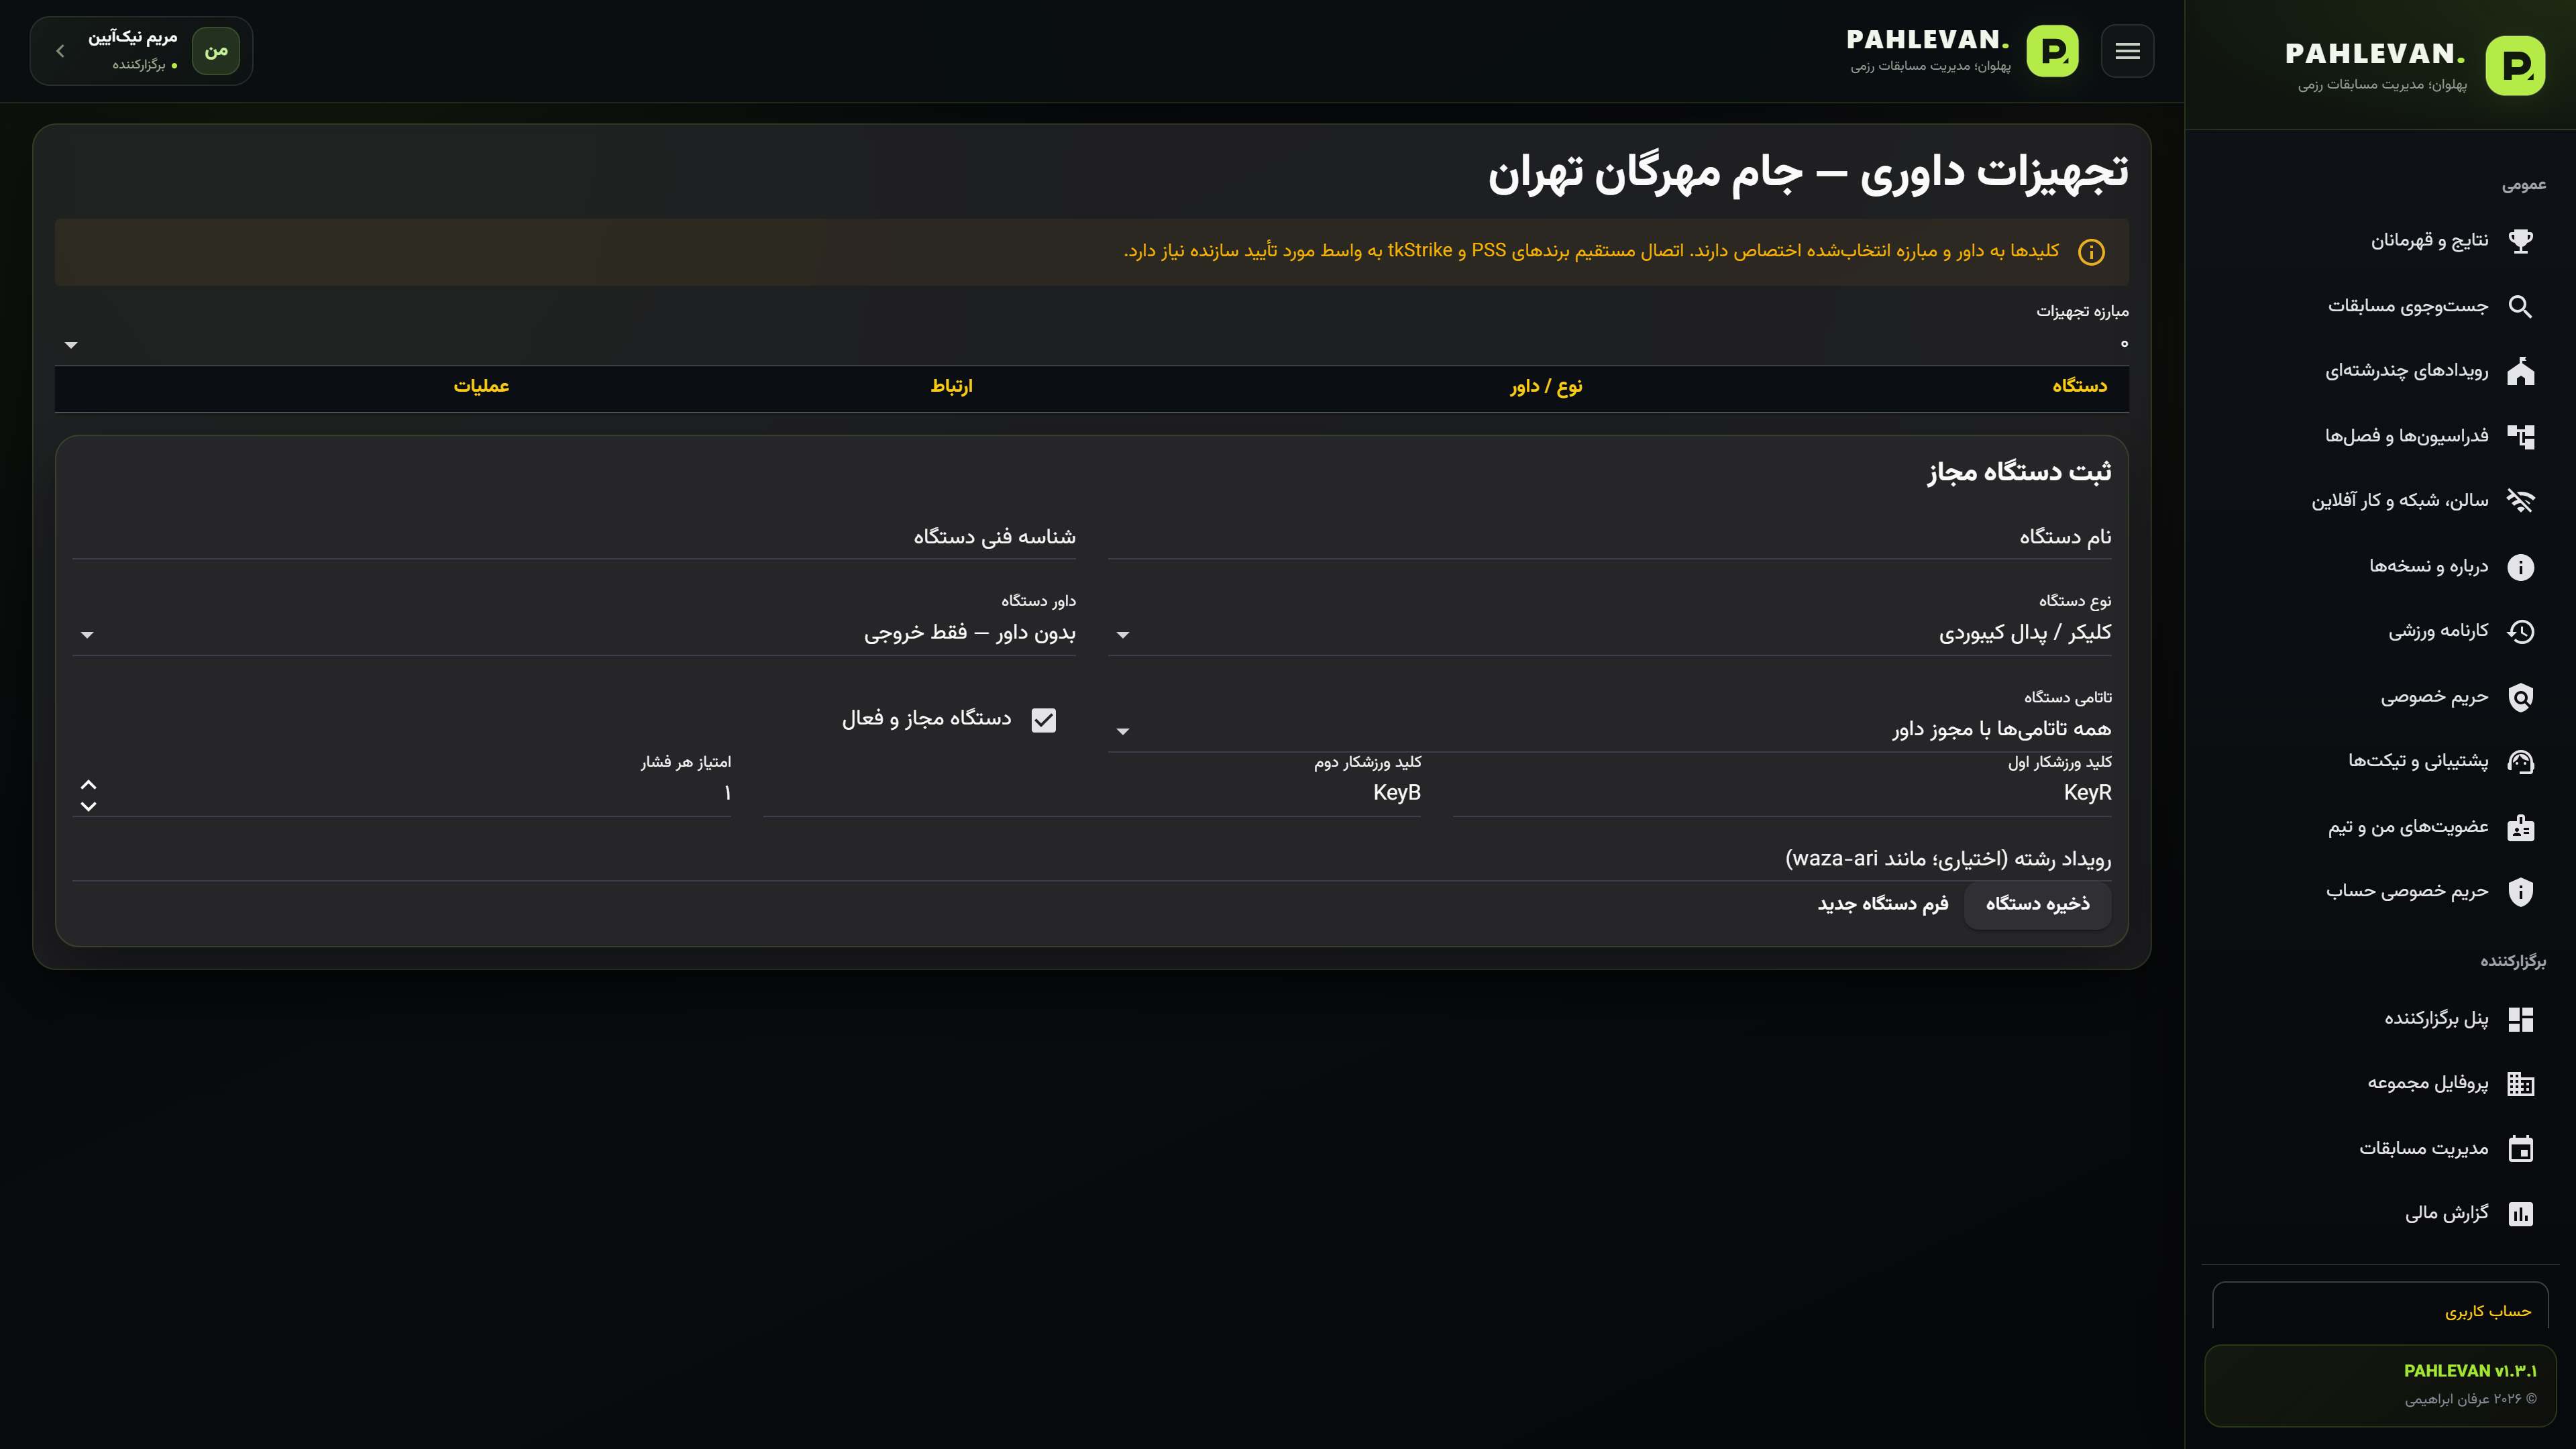 PAHLEVAN.
پهلوان؛ مدیریت مسابقات رزمی
عمومی
نتایج و قهرمانان
جست‌وجوی مسابقات
رویدادهای چندرشته‌ای
فدراسیون‌ها و فصل‌ها
سالن، شبکه و کار آفلاین
درباره و نسخه‌ها
کارنامه ورزشی
حریم خصوصی
پشتیبانی و تیکت‌ها
عضویت‌های من و تیم
حریم خصوصی حساب
برگزارکننده
پنل برگزارکننده
پروفایل مجموعه
مدیریت مسابقات
گزارش مالی
حساب کاربری
PAHLEVAN v۱.۳.۱
© ۲۰۲۶ عرفان ابراهیمی
PAHLEVAN.
پهلوان؛ مدیریت مسابقات رزمی
من
مریم نیک‌آیین
برگزارکننده
تجهیزات داوری — جام مهرگان تهران
کلیدها به داور و مبارزه انتخاب‌شده اختصاص دارند. اتصال مستقیم برندهای PSS و tkStrike به واسط مورد تأیید سازنده نیاز دارد.
مبارزه تجهیزات
۰
دستگاه نوع / داور ارتباط عملیات
ثبت دستگاه مجاز
نام دستگاه شناسه فنی دستگاه
نوع دستگاه داور دستگاه
کلیکر / پدال کیبوردی بدون داور — فقط خروجی
تاتامی دستگاه
همه تاتامی‌ها با مجوز داور دستگاه مجاز و فعال
کلید ورزشکار اول کلید ورزشکار دوم امتیاز هر فشار
KeyR KeyB ۱
رویداد رشته (اختیاری؛ مانند waza-ari)
ذخیره دستگاه فرم دستگاه جدید